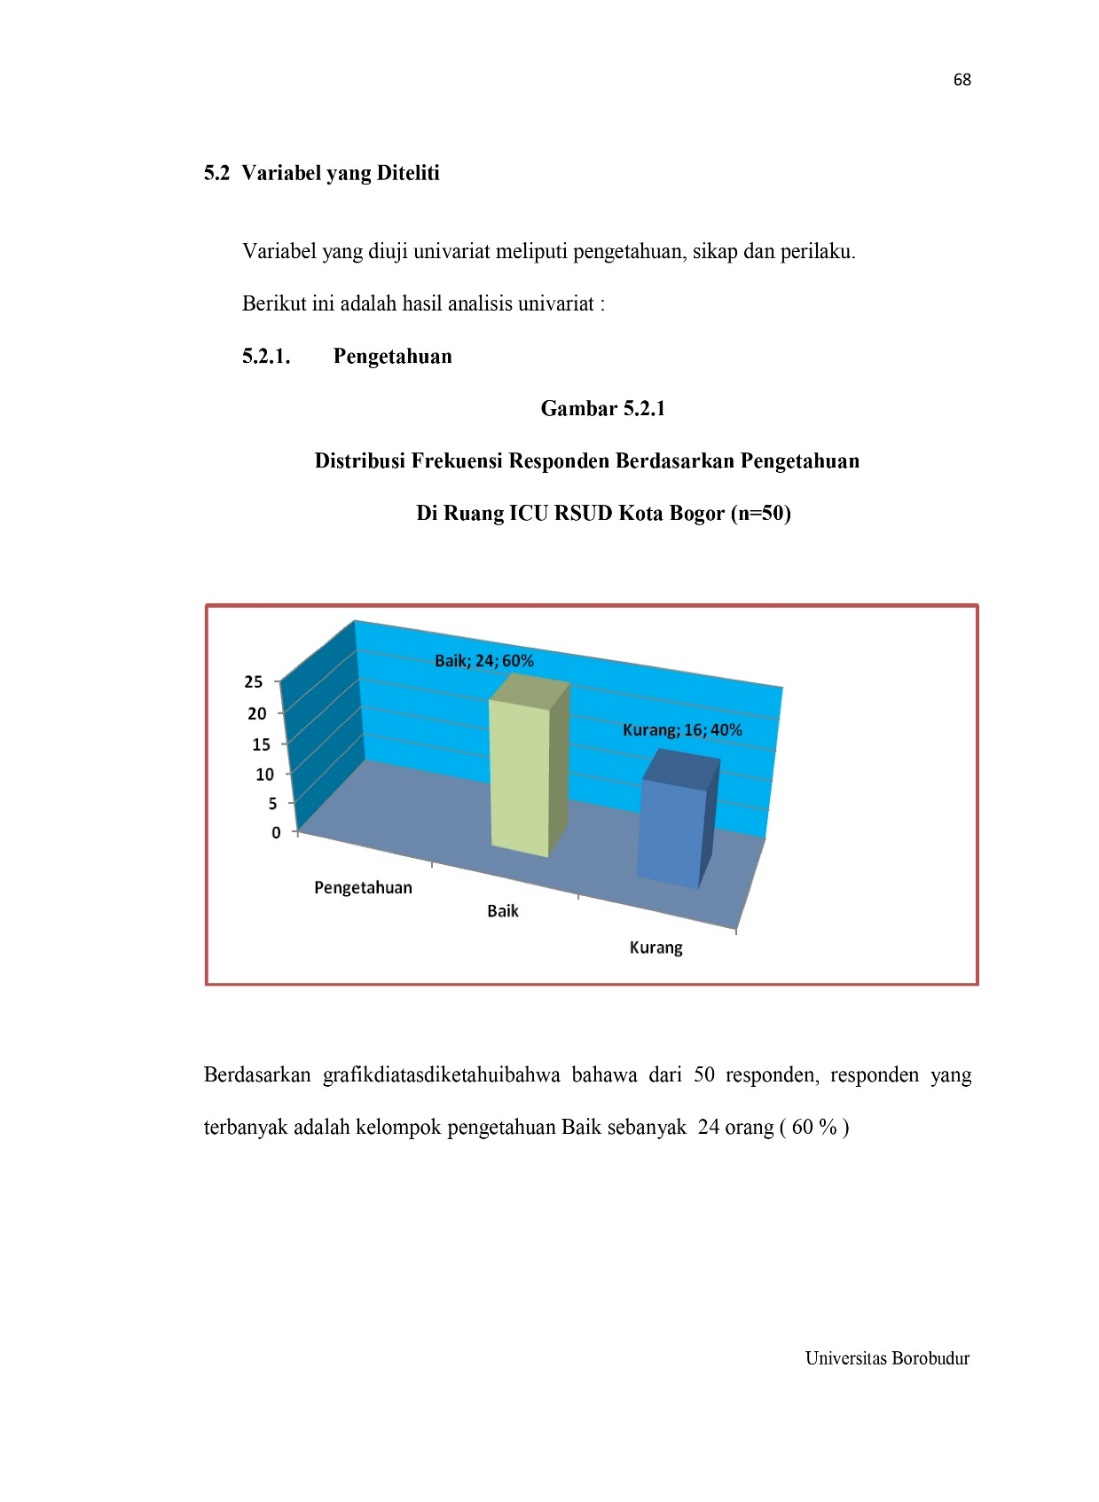 68
5.2 Variabel yang Diteliti
Variabel yang diuji univariat meliputi pengetahuan, sikap dan perilaku.
Berikut ini adalah hasil analisis univariat :
5.2.1. Pengetahuan
Gambar 5.2.1
Distribusi Frekuensi Responden Berdasarkan Pengetahuan
Di Ruang ICU RSUD Kota Bogor (n=50)
Baik; 24; 60%
Kurang; 16; 40%
25
20
15
10
5
0
Pengetahuan
Baik
Kurang
Berdasarkan grafikdiatasdiketahuibahwa bahawa dari 50 responden, responden yang
terbanyak adalah kelompok pengetahuan Baik sebanyak 24 orang ( 60 % )
Universitas Borobudur